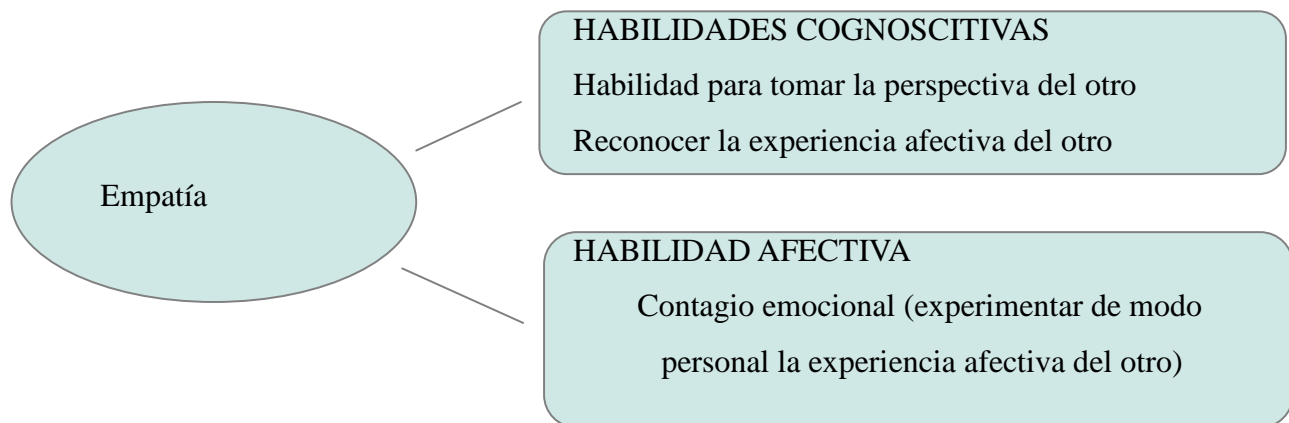 HABILIDADES COGNOSCITIVAS
Habilidad para tomar la perspectiva del otro
Reconocer la experiencia afectiva del otro
Empatía
HABILIDAD AFECTIVA
Contagio emocional (experimentar de modo
personal la experiencia afectiva del otro)